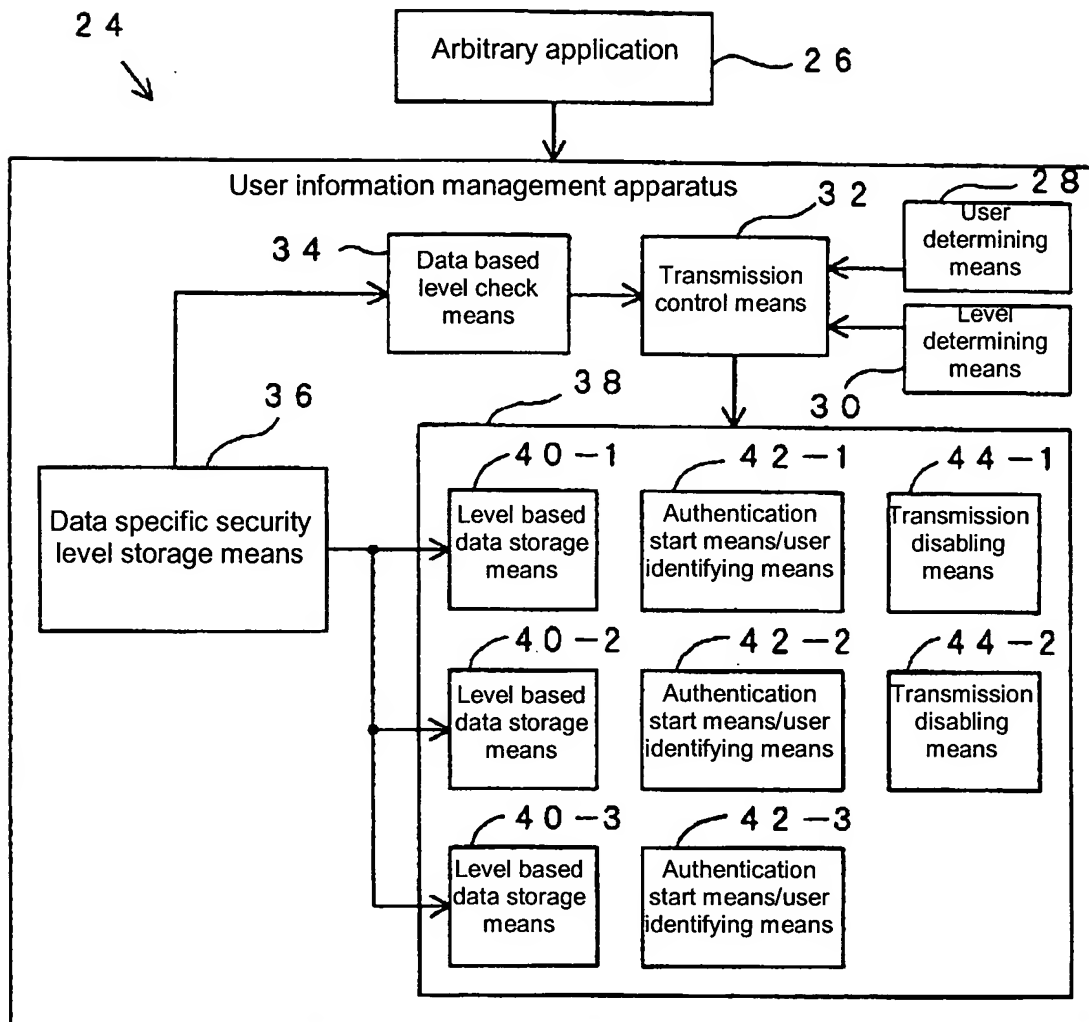 24
Arbitrary application
26
User information management apparatus
28
32
User
determining
means
34
Data based
level check
means
Transmission
control means
Level
determining
means
30
36
38
Data specific security
level storage means
40-1
42-1
44-1
Level based
data storage
means
Authentication
start means/user
identifying means
Transmission
disabling
means
40-2
42-2
44-2
Level based
data storage
means
Authentication
start means/user
identifying means
Transmission
disabling
means
40-3
42-3
Level based
data storage
means
Authentication
start means/user
identifying means